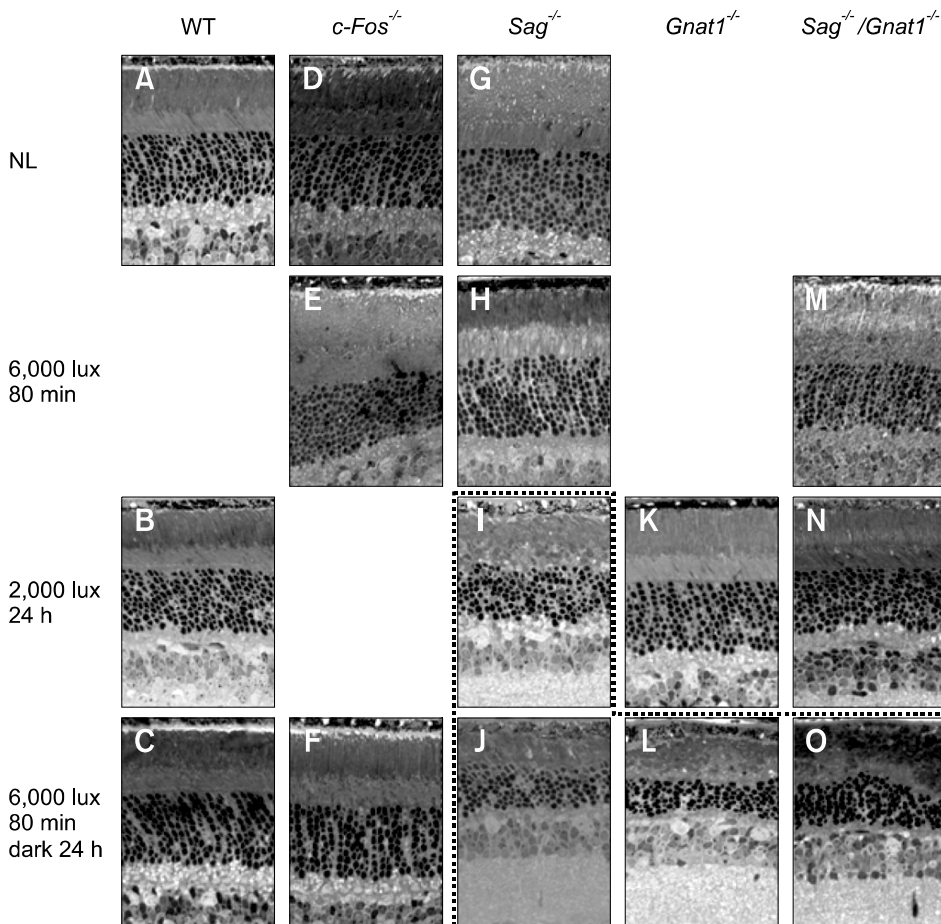 WT c-Fos-/- Sag-/- Gnat1-/- Sag-/-/Gnat1-/-
A D G
NL
E H M
6,000 lux
80 min
B I K N
2,000 lux
24 h
C F J L O
6,000 lux
80 min
dark 24 h